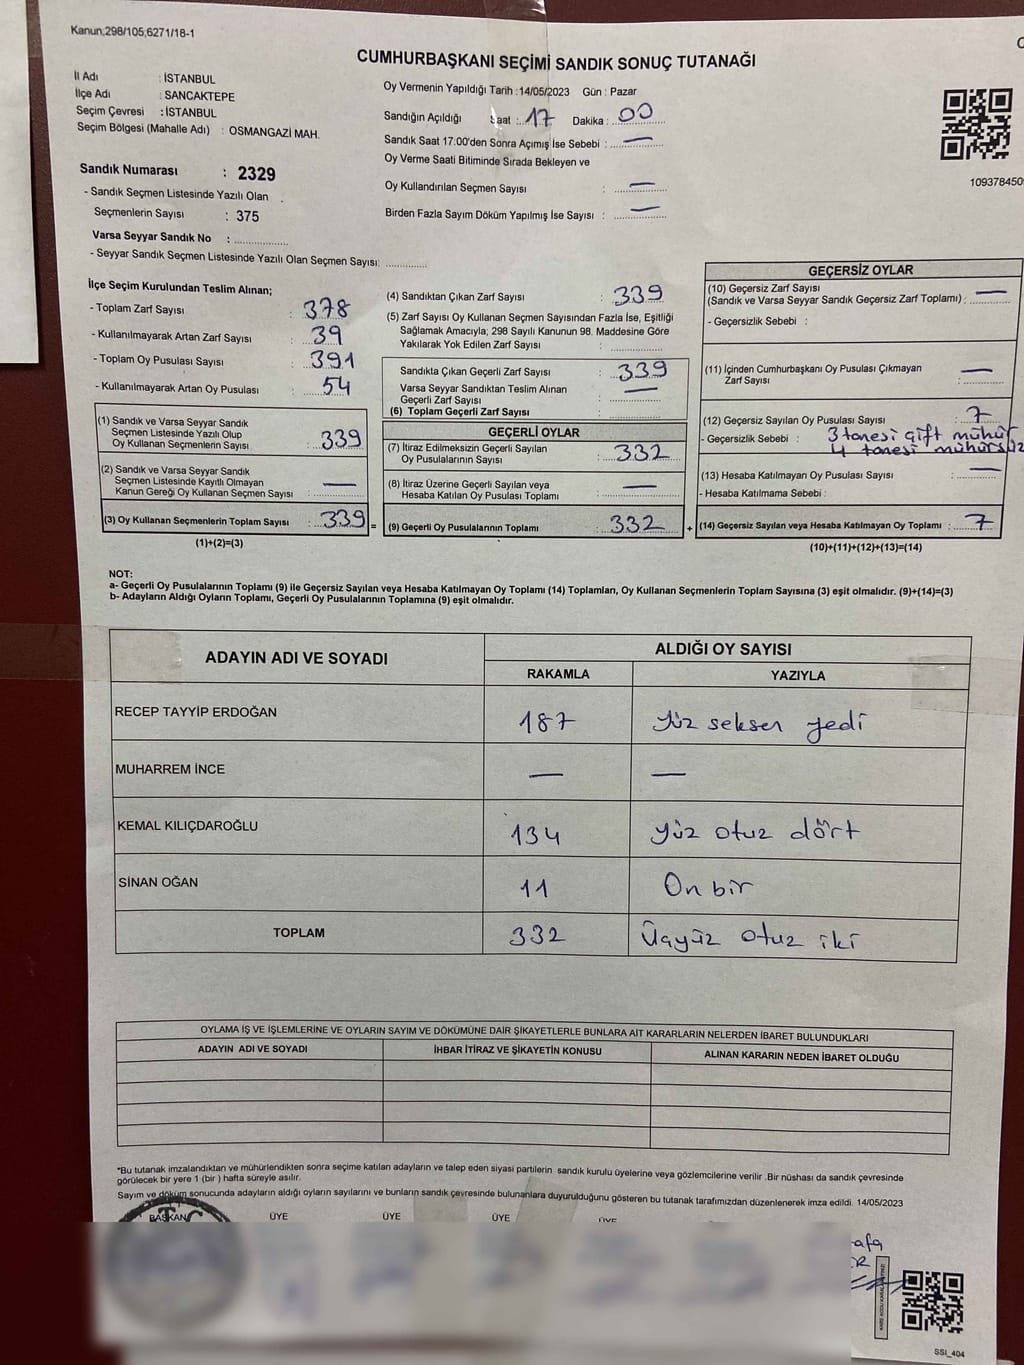 Kanun,298/105,6271/18-1
CUMHURBAŞKANI SEÇİMİ SANDIK SONUÇ TUTANAĞI
İl Adı : İSTANBUL
İlçe Adı : SANCAKTEPE
Seçim Çevresi : İSTANBUL
Seçim Bölgesi (Mahalle Adı) : OSMANGAZİ MAH.
Sandık Numarası : 2329
- Sandık Seçmen Listesinde Yazılı Olan
Seçmenlerin Sayısı : 375
Varsa Seyyar Sandık No : ................
- Seyyar Sandık Seçmen Listesinde Yazılı Olan Seçmen Sayısı: ............
Oy Vermenin Yapıldığı Tarih :14/05/2023 Gün : Pazar
Sandığın Açıldığı Saat : 17 Dakika : 00
Sandık Saat 17:00'den Sonra Açımış İse Sebebi : —
Oy Verme Saati Bitiminde Sırada Bekleyen ve
Oy Kullandırılan Seçmen Sayısı : —
Birden Fazla Sayım Döküm Yapılmış İse Sayısı : —
109378450
İlçe Seçim Kurulundan Teslim Alınan;
- Toplam Zarf Sayısı : 378
- Kullanılmayarak Artan Zarf Sayısı : 39
- Toplam Oy Pusulası Sayısı : 391
- Kullanılmayarak Artan Oy Pusulası : 54
(1) Sandık ve Varsa Seyyar Sandık
Seçmen Listesinde Yazılı Olup
Oy Kullanan Seçmenlerin Sayısı : 339
(2) Sandık ve Varsa Seyyar Sandık
Seçmen Listesinde Kayıtlı Olmayan
Kanun Gereği Oy Kullanan Seçmen Sayısı : —
(3) Oy Kullanan Seçmenlerin Toplam Sayısı : 339 =
(1)+(2)=(3)
(4) Sandıktan Çıkan Zarf Sayısı : 339
(5) Zarf Sayısı Oy Kullanan Seçmen Sayısından Fazla İse, Eşitliği
Sağlamak Amacıyla; 298 Sayılı Kanunun 98. Maddesine Göre
Yakılarak Yok Edilen Zarf Sayısı :
Sandıkta Çıkan Geçerli Zarf Sayısı : 339
Varsa Seyyar Sandıktan Teslim Alınan —
Geçerli Zarf Sayısı :
(6) Toplam Geçerli Zarf Sayısı :
GEÇERLİ OYLAR
(7) İtiraz Edilmeksizin Geçerli Sayılan
Oy Pusulalarının Sayısı : 332
(8) İtiraz Üzerine Geçerli Sayılan veya —
Hesaba Katılan Oy Pusulası Toplamı :
(9) Geçerli Oy Pusulalarının Toplamı : 332 +
GEÇERSİZ OYLAR
(10) Geçersiz Zarf Sayısı —
(Sandık ve Varsa Seyyar Sandık Geçersiz Zarf Toplamı) :
- Geçersizlik Sebebi :
(11) İçinden Cumhurbaşkanı Oy Pusulası Çıkmayan —
Zarf Sayısı :
(12) Geçersiz Sayılan Oy Pusulası Sayısı : 7
- Geçersizlik Sebebi : 3 tanesi çift mühür
4 tanesi mühürsüz
(13) Hesaba Katılmayan Oy Pusulası Sayısı : —
- Hesaba Katılmama Sebebi :
(14) Geçersiz Sayılan veya Hesaba Katılmayan Oy Toplamı : 7
(10)+(11)+(12)+(13)=(14)
NOT:
a- Geçerli Oy Pusulalarının Toplamı (9) ile Geçersiz Sayılan veya Hesaba Katılmayan Oy Toplamı (14) Toplamları, Oy Kullanan Seçmenlerin Toplam Sayısına (3) eşit olmalıdır. (9)+(14)=(3)
b- Adayların Aldığı Oyların Toplamı, Geçerli Oy Pusulalarının Toplamına (9) eşit olmalıdır.
ADAYIN ADI VE SOYADI
ALDIĞI OY SAYISI
RAKAMLA YAZIYLA
RECEP TAYYİP ERDOĞAN 187 Yüz seksen yedi
MUHARREM İNCE — —
KEMAL KILIÇDAROĞLU 134 Yüz otuz dört
SİNAN OĞAN 11 On bir
TOPLAM 332 Üçyüz otuz iki
OYLAMA İŞ VE İŞLEMLERİNE VE OYLARIN SAYIM VE DÖKÜMÜNE DAİR ŞİKAYETLERLE BUNLARA AİT KARARLARIN NELERDEN İBARET BULUNDUKLARI
ADAYIN ADI VE SOYADI İHBAR İTİRAZ VE ŞİKAYETİN KONUSU ALINAN KARARIN NEDEN İBARET OLDUĞU
*Bu tutanak imzalandıktan ve mühürlendikten sonra seçime katılan adayların ve talep eden siyasi partilerin sandık kurulu üyelerine veya gözlemcilerine verilir .Bir nüshası da sandık çevresinde
görülecek bir yere 1 (bir ) hafta süreyle asılır.
Sayım ve döküm sonucunda adayların aldığı oyların sayılarını ve bunların sandık çevresinde bulunanlara duyurulduğunu gösteren bu tutanak tarafımızdan düzenlenerek imza edildi. 14/05/2023
BAŞKAN ÜYE ÜYE ÜYE ÜYE
T.C.
SSI_404